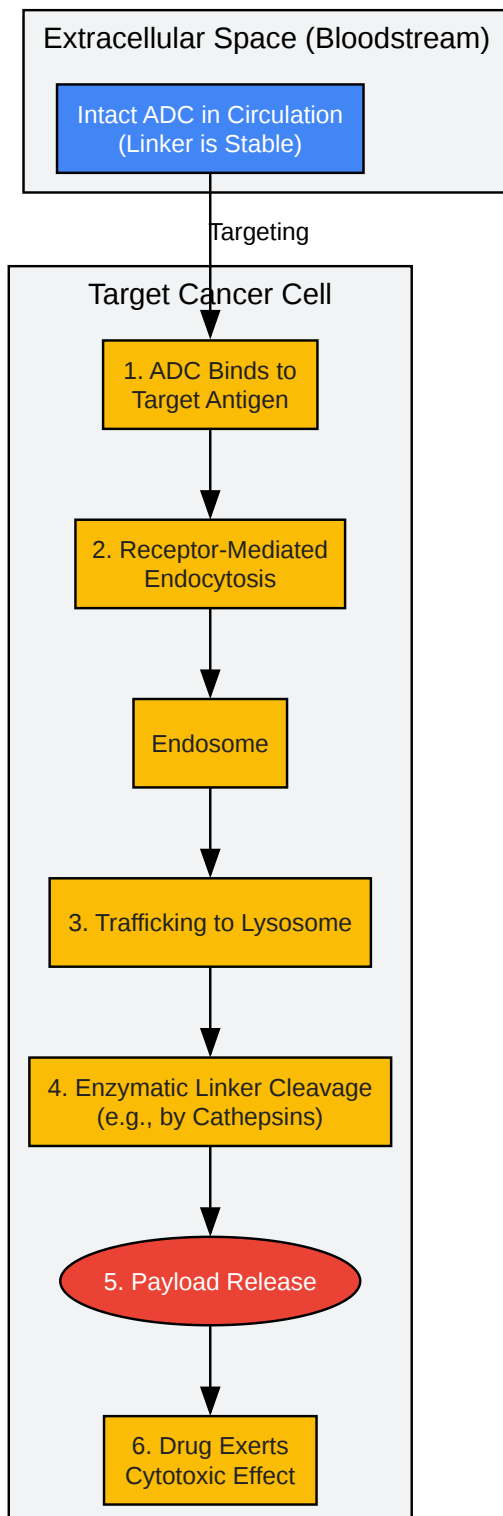 Extracellular Space (Bloodstream)
Intact ADC in Circulation
(Linker is Stable)
Targeting
Target Cancer Cell
1. ADC Binds to
Target Antigen
2. Receptor-Mediated
Endocytosis
Endosome
3. Trafficking to Lysosome
4. Enzymatic Linker Cleavage
(e.g., by Cathepsins)
5. Payload Release
6. Drug Exerts
Cytotoxic Effect